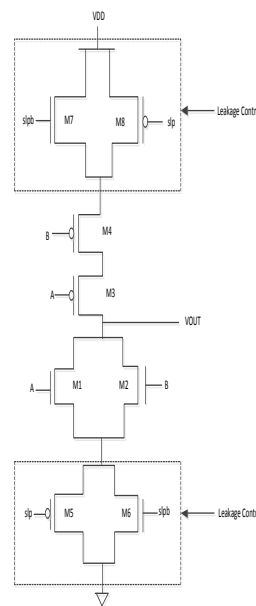 VDD
slpb
M7
M8
slp
Leakage Contr
B
M4
A
M3
VOUT
A
M1
M2
B
slp
M5
M6
slpb
Leakage Contr